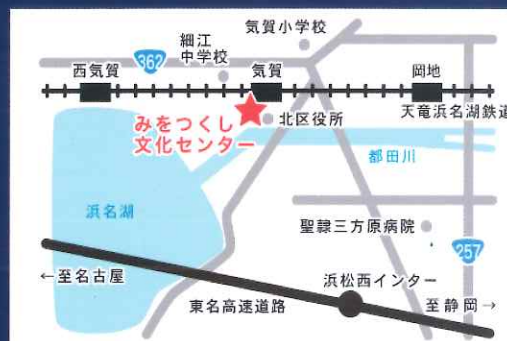 気賀小学校
362
細江
中学校
西気賀
気賀
岡地
天竜浜名湖鉄道
みをつくし
文化センター
北区役所
都田川
浜名湖
聖隷三方原病院
257
←至名古屋
浜松西インター
東名高速道路
至静岡→